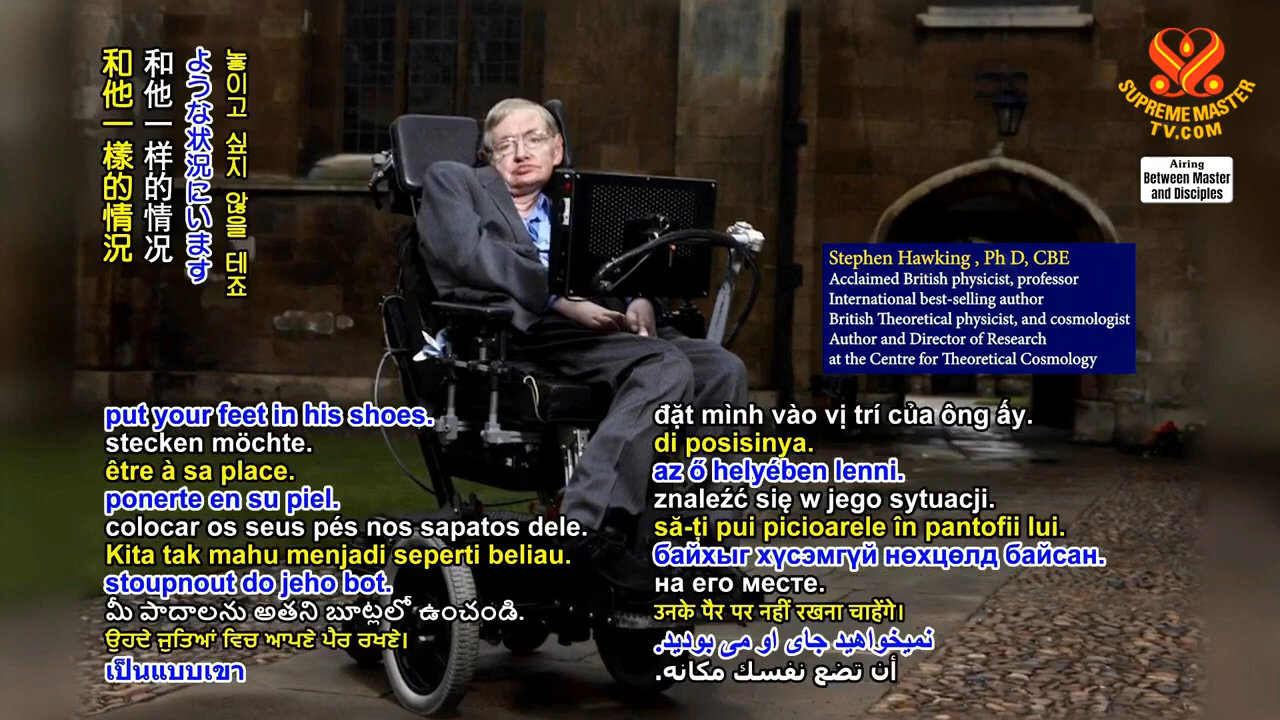 和他一樣的情況
和他一样的情况
ような状況にいます
놓이고 싶지 않을 테죠
SUPREME MASTER
TV.COM
Airing
Between Master
and Disciples
Stephen Hawking , Ph D, CBE
Acclaimed British physicist, professor
International best-selling author
British Theoretical physicist, and cosmologist
Author and Director of Research
at the Centre for Theoretical Cosmology
put your feet in his shoes.
stecken möchte.
être à sa place.
ponerte en su piel.
colocar os seus pés nos sapatos dele.
Kita tak mahu menjadi seperti beliau.
stoupnout do jeho bot.
మీ పాదాలను అతని బూట్లలో ఉంచండి.
ਉਹਦੇ ਜੁਤਿਆਂ ਵਿਚ ਆਪਣੇ ਪੈਰ ਰਖਣੇ।
เป็นแบบเขา
đặt mình vào vị trí của ông ấy.
di posisinya.
az ő helyében lenni.
znaleźć się w jego sytuacji.
să-ți pui picioarele în pantofii lui.
байхыг хүсэмгүй нөхцөлд байсан.
на его месте.
उनके पैर पर नहीं रखना चाहेंगे।
نمیخواهید جای او می بودید.
أن تضع نفسك مكانه.